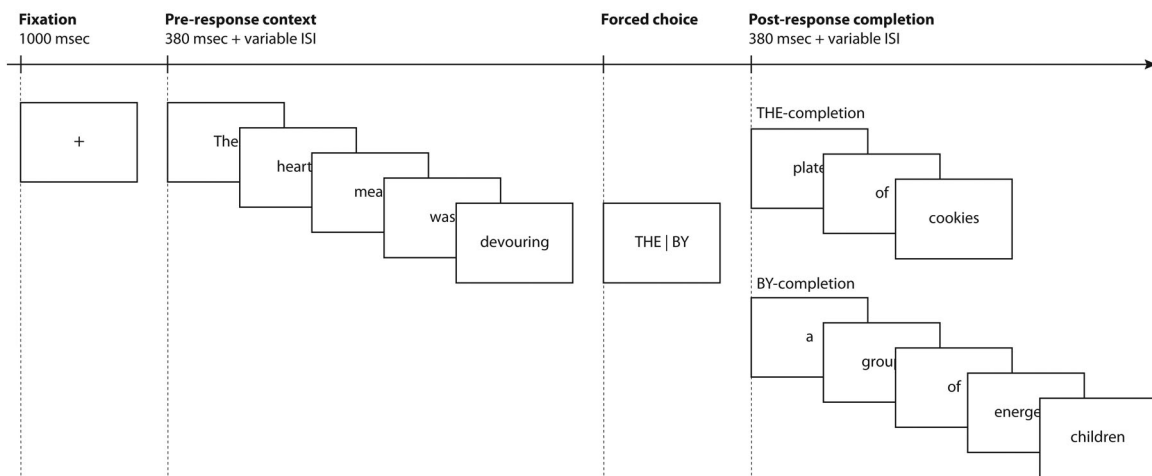 Fixation
1000 msec
Pre-response context
380 msec + variable ISI
Forced choice
Post-response completion
380 msec + variable ISI
+
The
heart
mea
was
devouring
THE | BY
THE-completion
plate
of
cookies
BY-completion
a
grou
of
energe
children